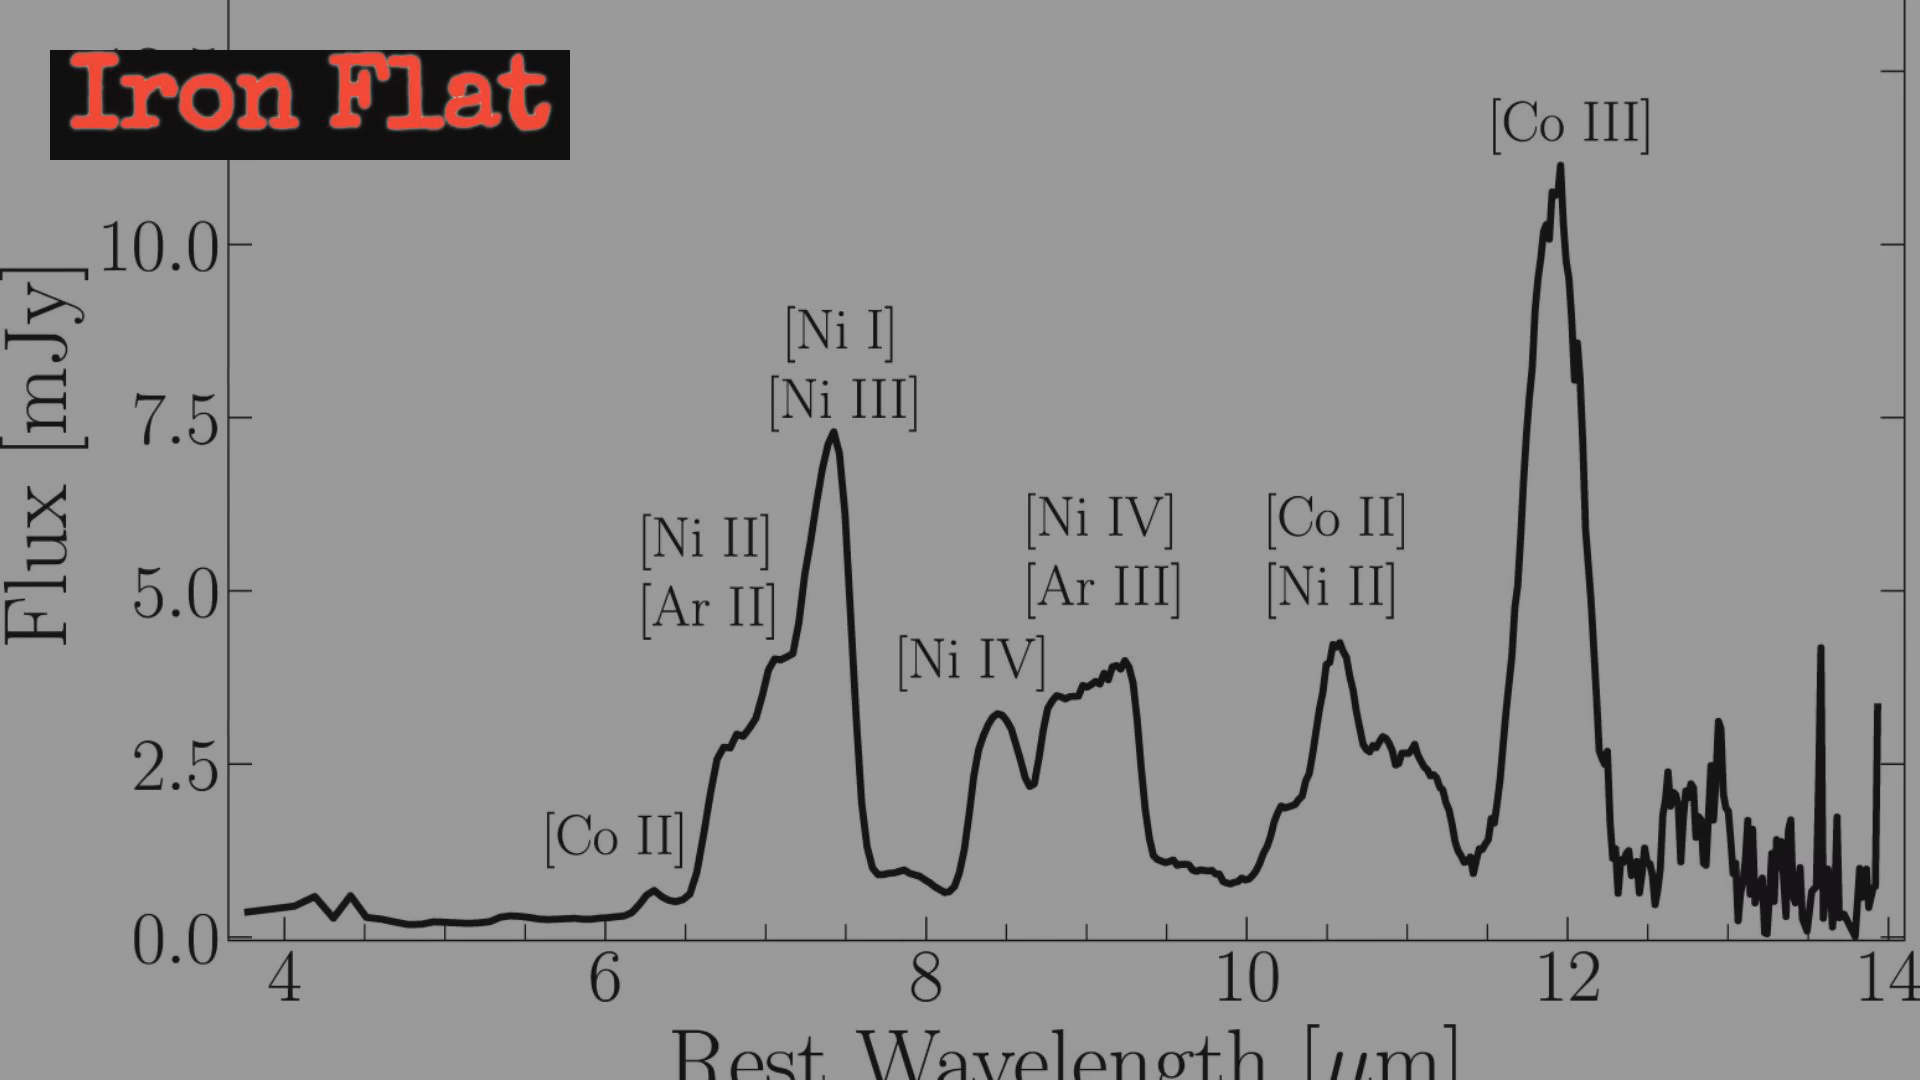 Iron Flat
[Co III]
10.0
[Ni I]
[Ni III]
7.5
Flux [mJy]
[Ni II]
[Ar II]
[Ni IV]
[Ar III]
[Co II]
[Ni II]
5.0
[Ni IV]
2.5
[Co II]
0.0
4 6 8 10 12 14
Rest Wavelength [μm]